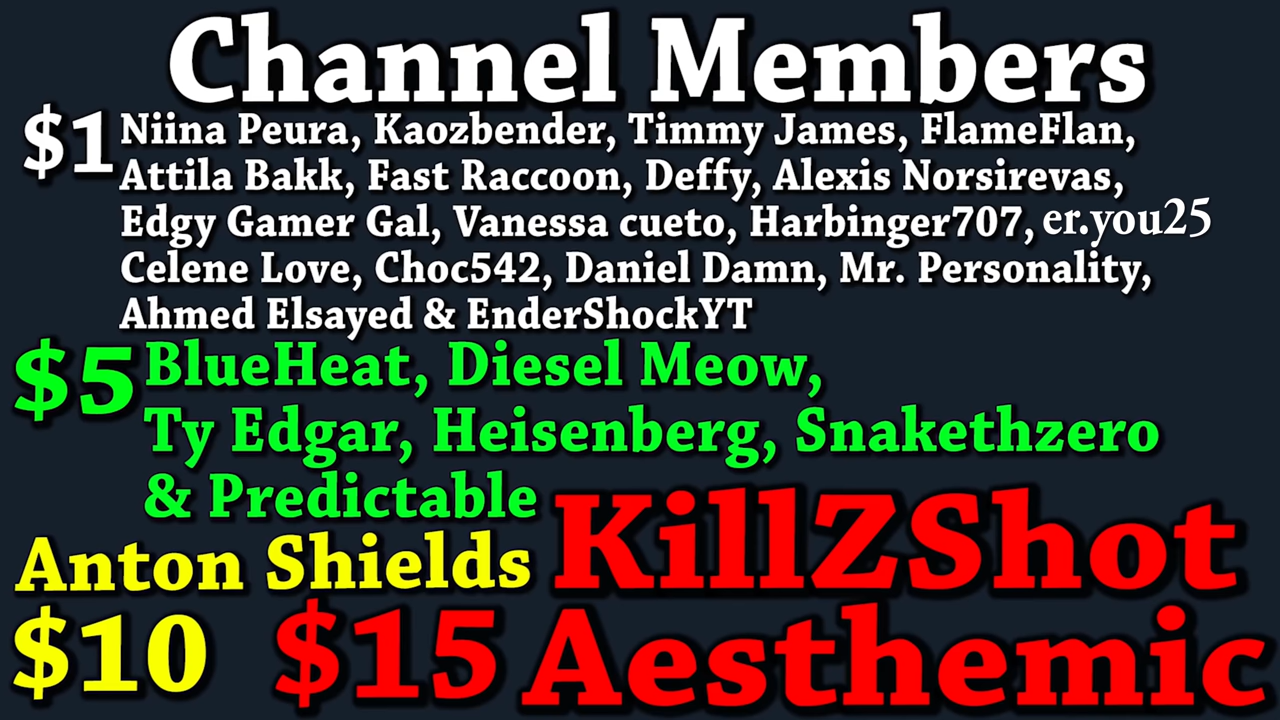 Channel Members
$1 Niina Peura, Kaozbender, Timmy James, FlameFlan,
Attila Bakk, Fast Raccoon, Deffy, Alexis Norsirevas,
Edgy Gamer Gal, Vanessa cueto, Harbinger707, er.you25
Celene Love, Choc542, Daniel Damn, Mr. Personality,
Ahmed Elsayed & EnderShockYT
$5 BlueHeat, Diesel Meow,
Ty Edgar, Heisenberg, Snakethzero
& Predictable
Anton Shields
$10
KillZShot
$15 Aesthemic